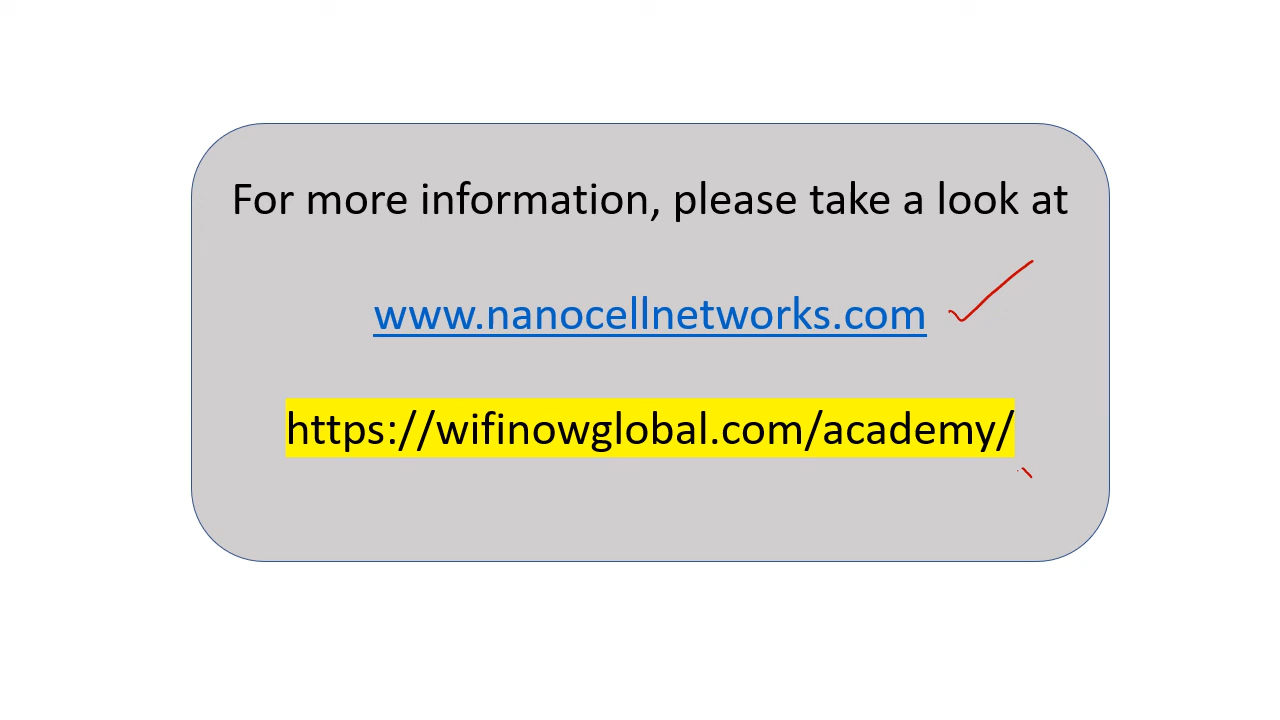 For more information, please take a look at
www.nanocellnetworks.com
https://wifinowglobal.com/academy/